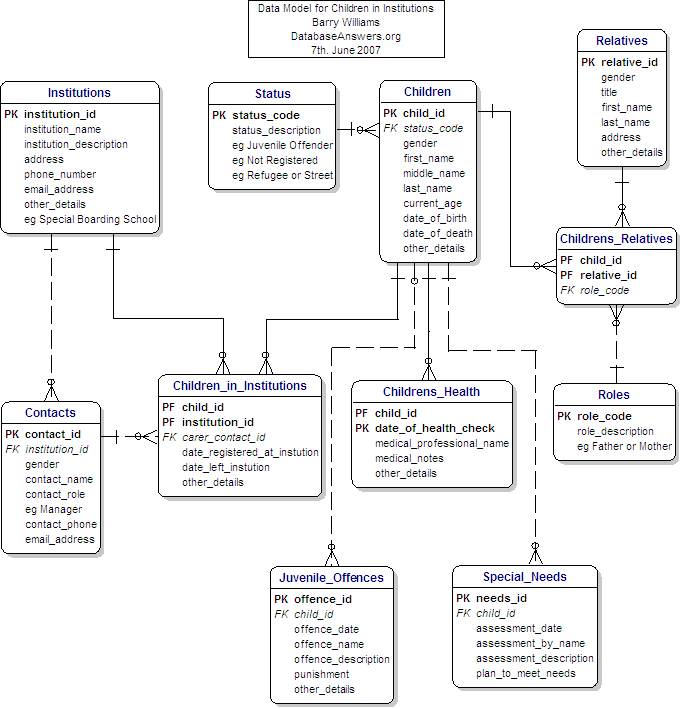 Data Model for Children in Institutions
Barry Williams
DatabaseAnswers.org
7th. June 2007
Institutions
PK institution_id
institution_name
institution_description
address
phone_number
email_address
other_details
eg Special Boarding School
Status
PK status_code
status_description
eg Juvenile Offender
eg Not Registered
eg Refugee or Street
Children
PK child_id
FK status_code
gender
first_name
middle_name
last_name
current_age
date_of_birth
date_of_death
other_details
Relatives
PK relative_id
gender
title
first_name
last_name
address
other_details
Childrens_Relatives
PF child_id
PF relative_id
FK role_code
Contacts
PK contact_id
FK institution_id
gender
contact_name
contact_role
eg Manager
contact_phone
email_address
Children_in_Institutions
PF child_id
PF institution_id
FK carer_contact_id
date_registered_at_instution
date_left_instution
other_details
Childrens_Health
PF child_id
PK date_of_health_check
medical_professional_name
medical_notes
other_details
Roles
PK role_code
role_description
eg Father or Mother
Juvenile_Offences
PK offence_id
FK child_id
offence_date
offence_name
offence_description
punishment
other_details
Special_Needs
PK needs_id
FK child_id
assessment_date
assessment_by_name
assessment_description
plan_to_meet_needs